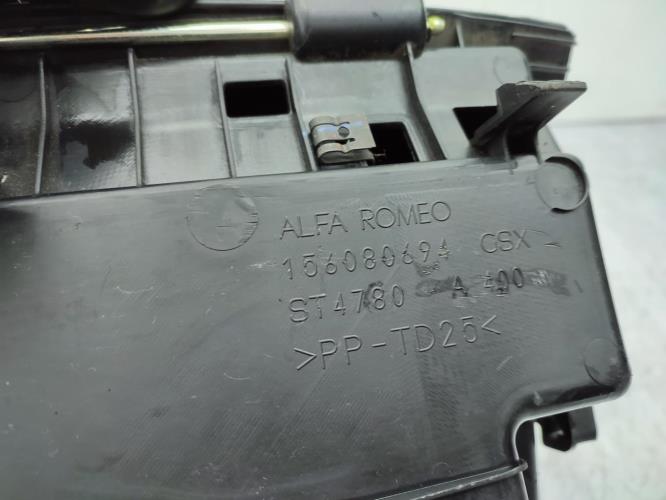 ALFA ROMEO
156080694 CSX
ST4780 A 400
>PP-TD25<